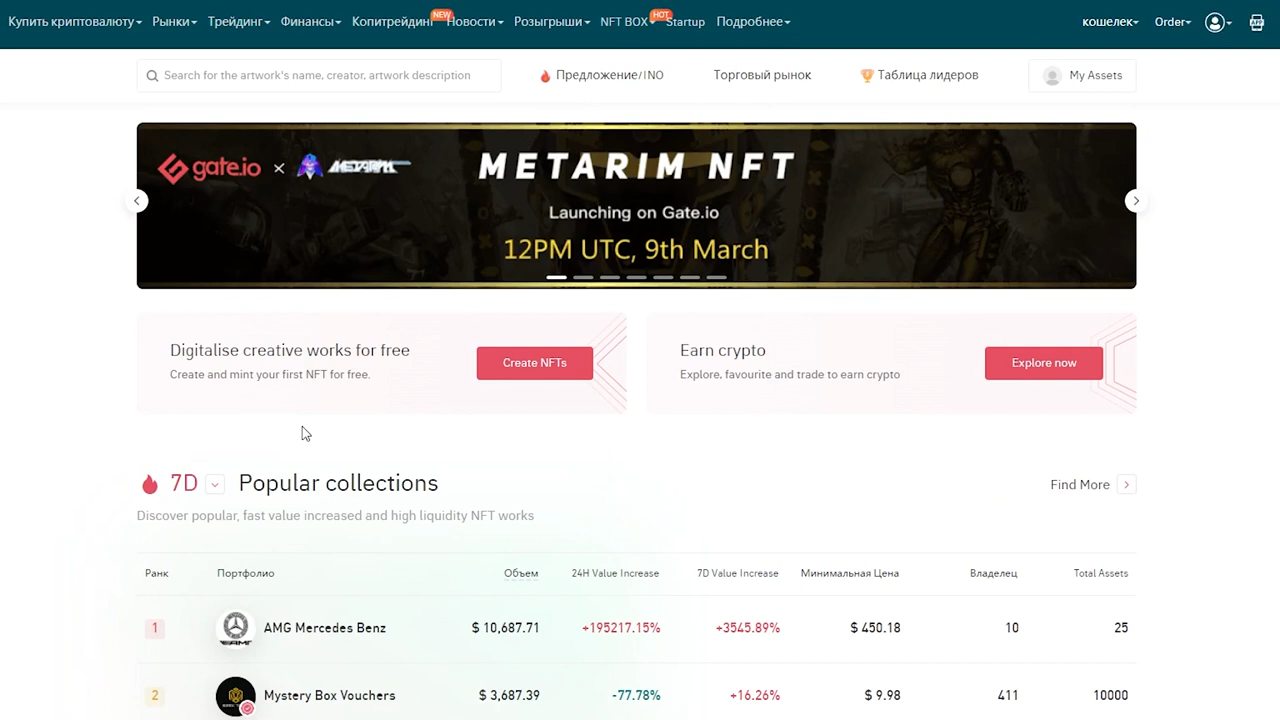 Купить криптовалюту Рынки Трейдинг Финансы Копитрейдинг NEW Новости Розыгрыши NFT BOX HOT Startup Подробнее кошелек Order
Search for the artwork's name, creator, artwork description Предложение/INO Торговый рынок Таблица лидеров My Assets
gate.io × METARIM METARIM NFT
Launching on Gate.io
12PM UTC, 9th March
Digitalise creative works for free
Create and mint your first NFT for free.
Create NFTs
Earn crypto
Explore, favourite and trade to earn crypto
Explore now
7D Popular collections Find More
Discover popular, fast value increased and high liquidity NFT works
Ранк Портфолио Объем 24H Value Increase 7D Value Increase Минимальная Цена Владелец Total Assets
1 AMG Mercedes Benz $ 10,687.71 +195217.15% +3545.89% $ 450.18 10 25
2 Mystery Box Vouchers $ 3,687.39 -77.78% +16.26% $ 9.98 411 10000